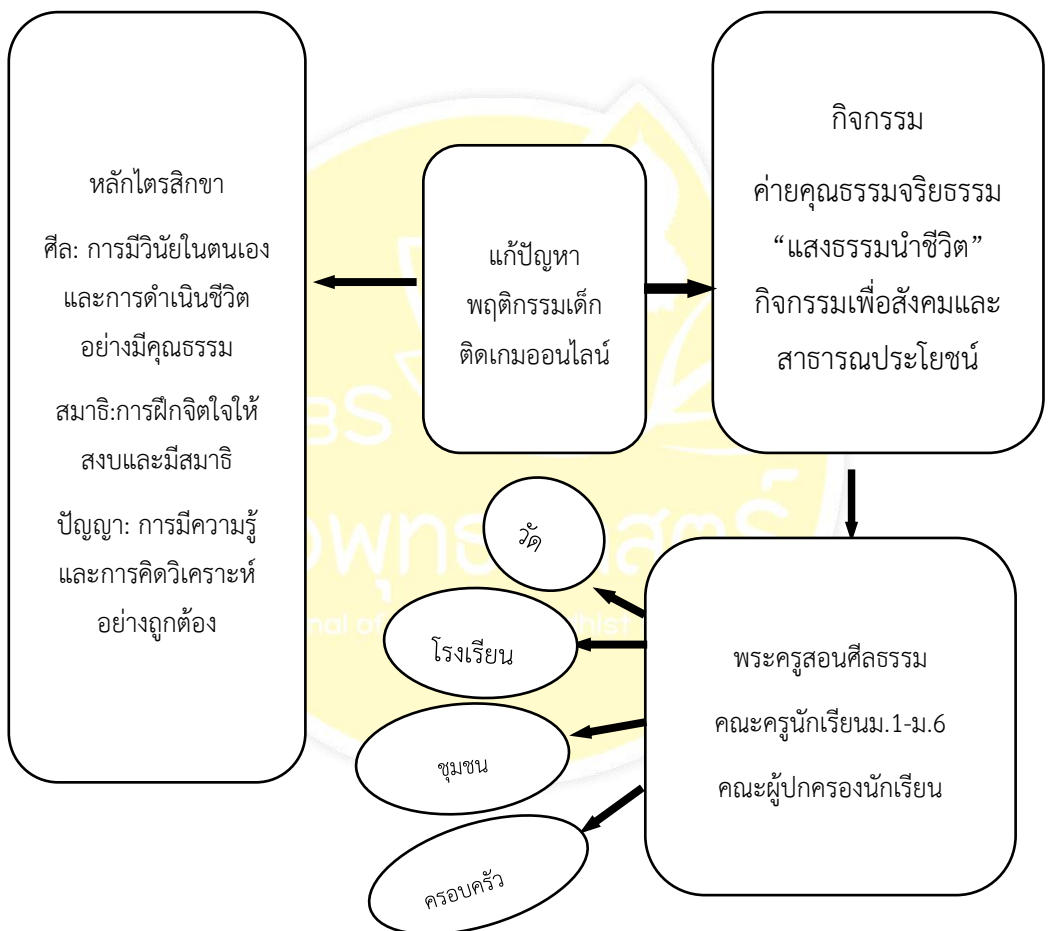 หลักไตรสิกขา
ศีล: การมีวินัยในตนเอง
และการดำเนินชีวิต
อย่างมีคุณธรรม
สมาธิ:การฝึกจิตใจให้
สงบและมีสมาธิ
ปัญญา: การมีความรู้
และการคิดวิเคราะห์
อย่างถูกต้อง
แก้ปัญหา
พฤติกรรมเด็ก
ติดเกมออนไลน์
กิจกรรม
ค่ายคุณธรรมจริยธรรม
“แสงธรรมนำชีวิต”
กิจกรรมเพื่อสังคมและ
สาธารณประโยชน์
วัด
โรงเรียน
ชุมชน
ครอบครัว
พระครูสอนศีลธรรม
คณะครูนักเรียนม.1-ม.6
คณะผู้ปกครองนักเรียน